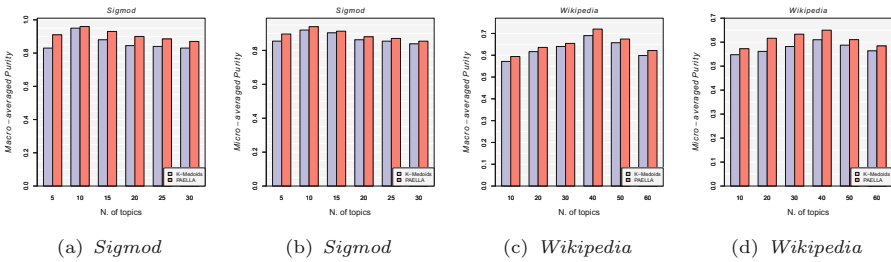 Sigmod
Macro−averaged Purity
0.0 0.2 0.4 0.6 0.8 1.0
5 10 15 20 25 30
N. of topics
K−Medoids
PAELLA
(a) Sigmod
Sigmod
Micro−averaged Purity
0.0 0.2 0.4 0.6 0.8
5 10 15 20 25 30
N. of topics
K−Medoids
PAELLA
(b) Sigmod
Wikipedia
Macro−averaged Purity
0.0 0.1 0.2 0.3 0.4 0.5 0.6 0.7
10 20 30 40 50 60
N. of topics
K−Medoids
PAELLA
(c) Wikipedia
Wikipedia
Micro−averaged Purity
0.0 0.1 0.2 0.3 0.4 0.5 0.6 0.7
10 20 30 40 50 60
N. of topics
K−Medoids
PAELLA
(d) Wikipedia